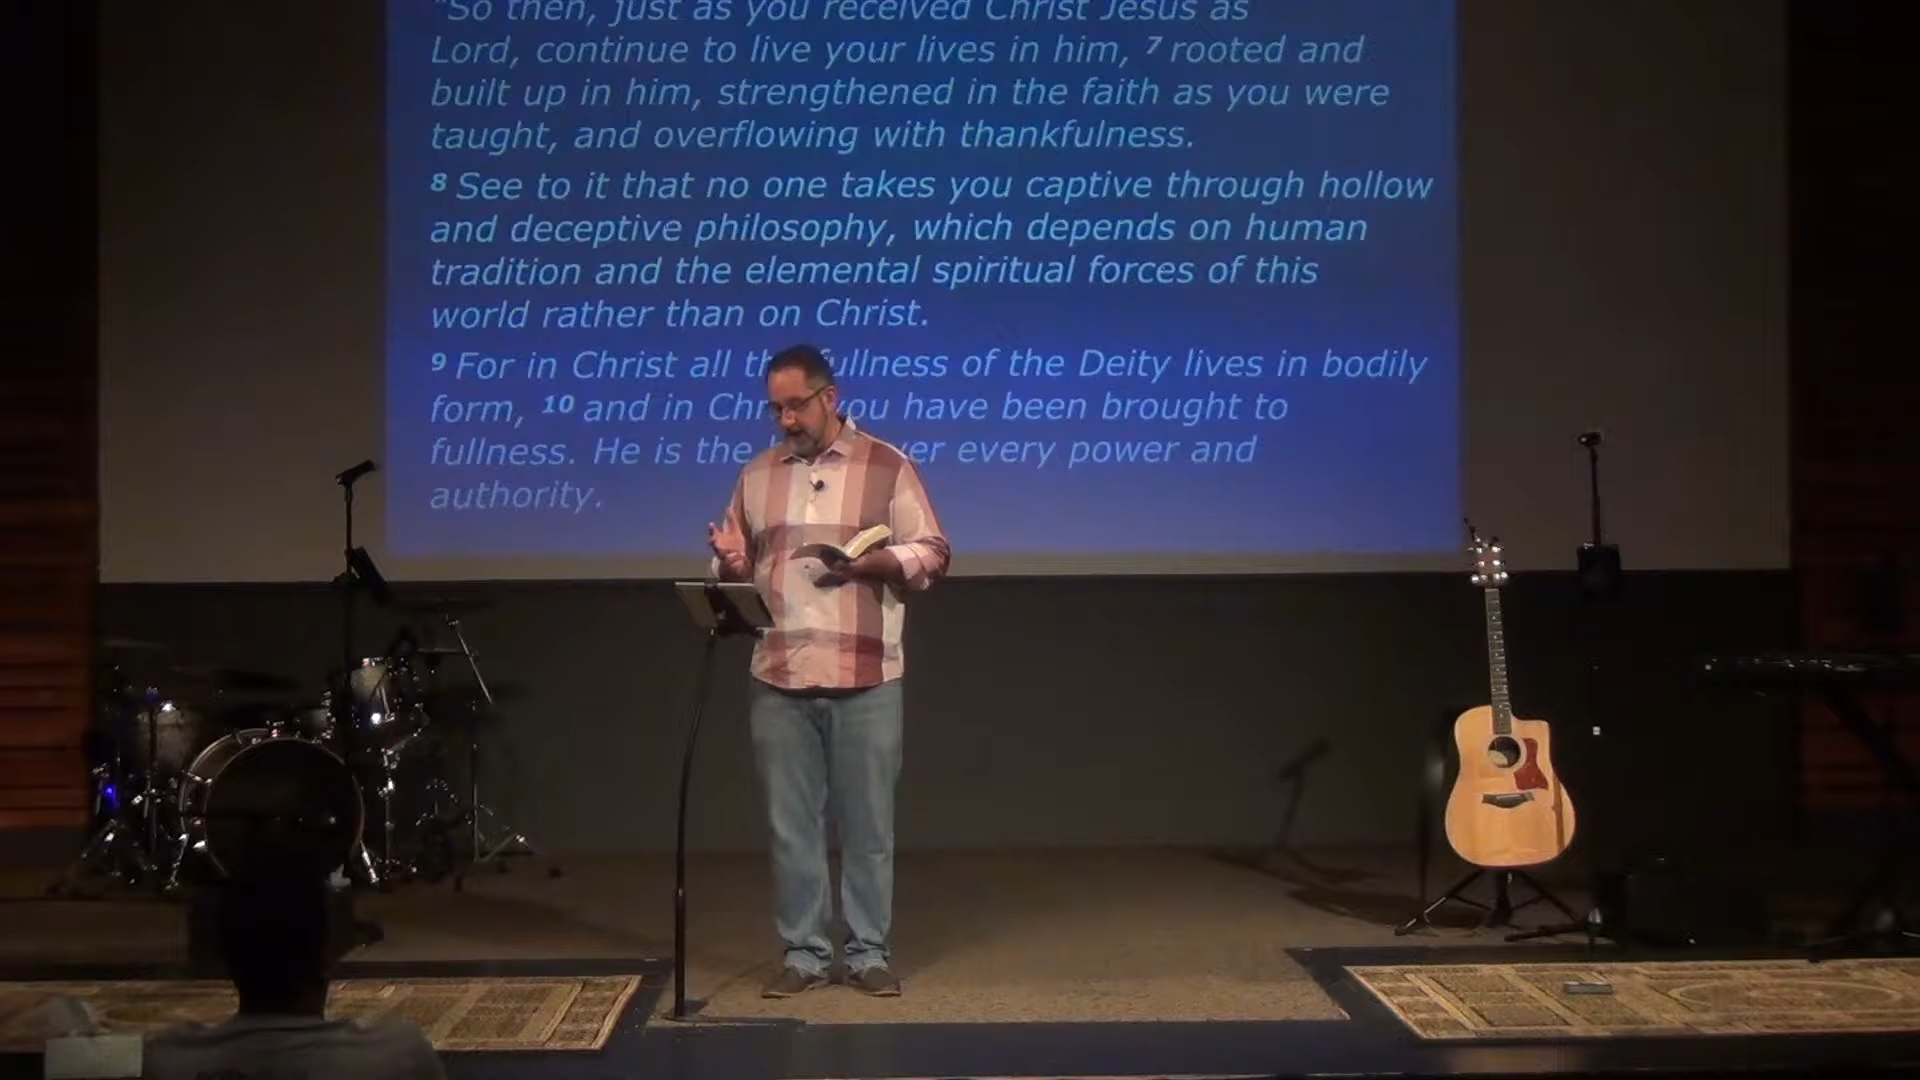 "So then, just as you received Christ Jesus as
Lord, continue to live your lives in him, 7 rooted and
built up in him, strengthened in the faith as you were
taught, and overflowing with thankfulness.
8 See to it that no one takes you captive through hollow
and deceptive philosophy, which depends on human
tradition and the elemental spiritual forces of this
world rather than on Christ.
9 For in Christ all ullness of the Deity lives in bodily
form, 10 and in you have been brought to
fullness. He is the every power and
authority.